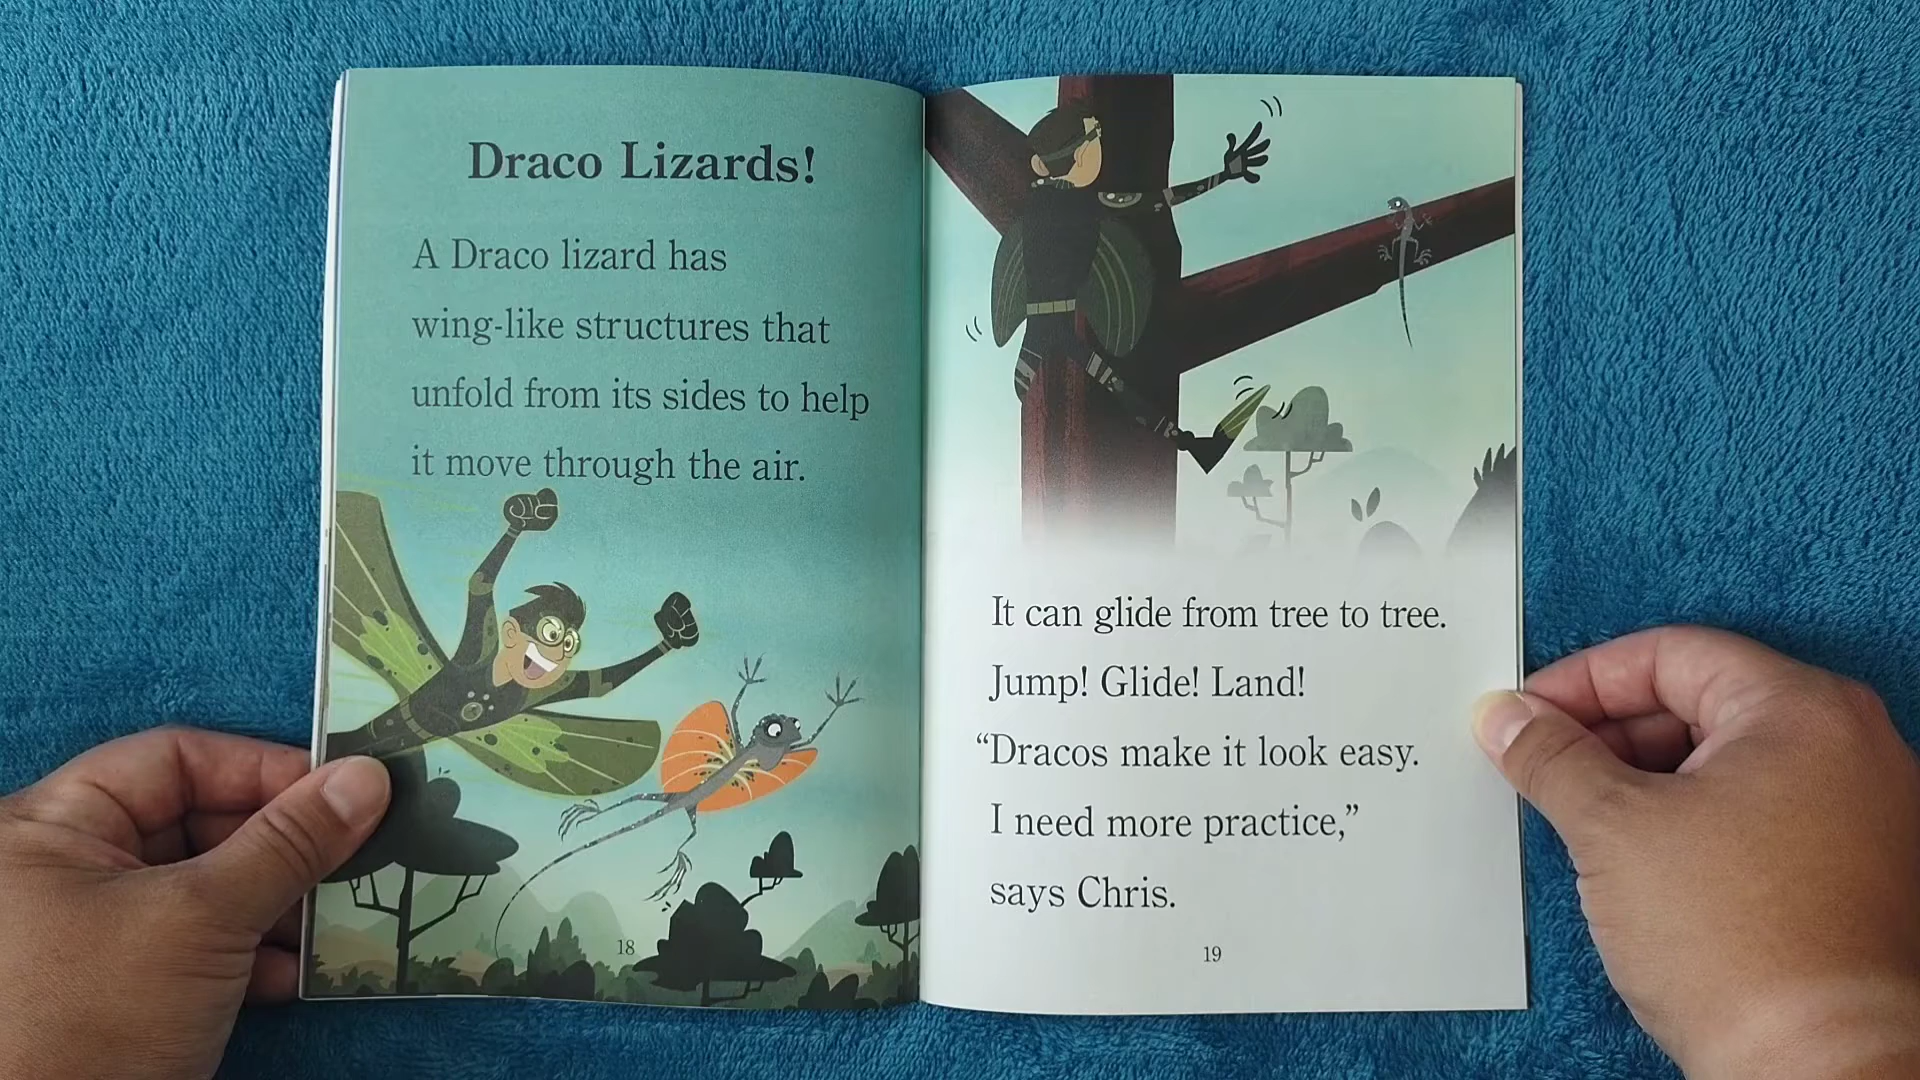 Draco Lizards!
A Draco lizard has
wing-like structures that
unfold from its sides to help
it move through the air.
18
It can glide from tree to tree.
Jump! Glide! Land!
“Dracos make it look easy.
I need more practice,”
says Chris.
19